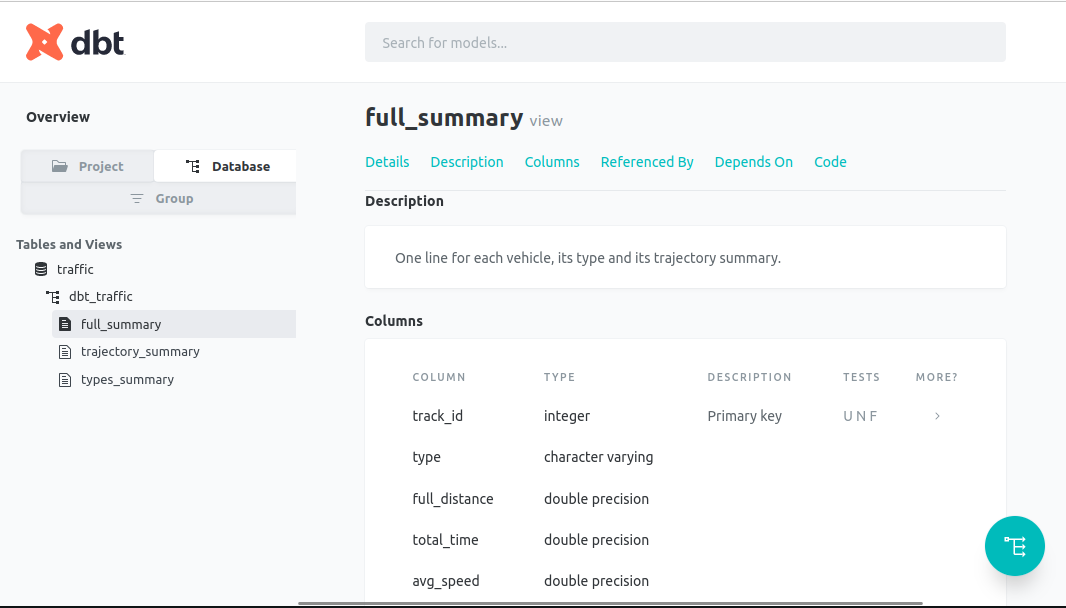 dbt
Search for models...
Overview
Project
Database
Group
Tables and Views
traffic
dbt_traffic
full_summary
trajectory_summary
types_summary
full_summary view
Details Description Columns Referenced By Depends On Code
Description
One line for each vehicle, its type and its trajectory summary.
Columns
COLUMN TYPE DESCRIPTION TESTS MORE?
track_id integer Primary key U N F >
type character varying
full_distance double precision
total_time double precision
avg_speed double precision